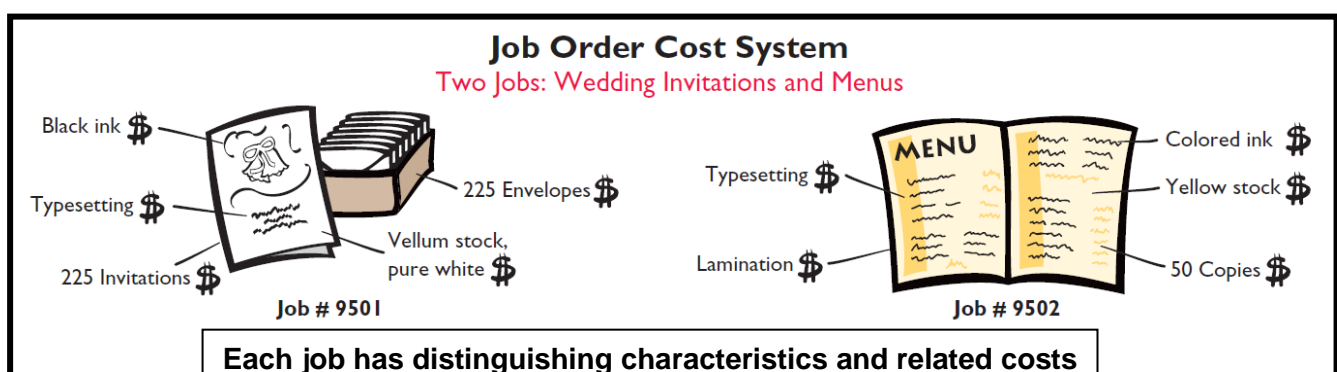 Job Order Cost System
Two Jobs: Wedding Invitations and Menus
Black ink $
Typesetting $
225 Invitations $
225 Envelopes $
Vellum stock,
pure white $
Job # 9501
MENU
Typesetting $
Lamination $
Colored ink $
Yellow stock $
50 Copies $
Job # 9502
Each job has distinguishing characteristics and related costs